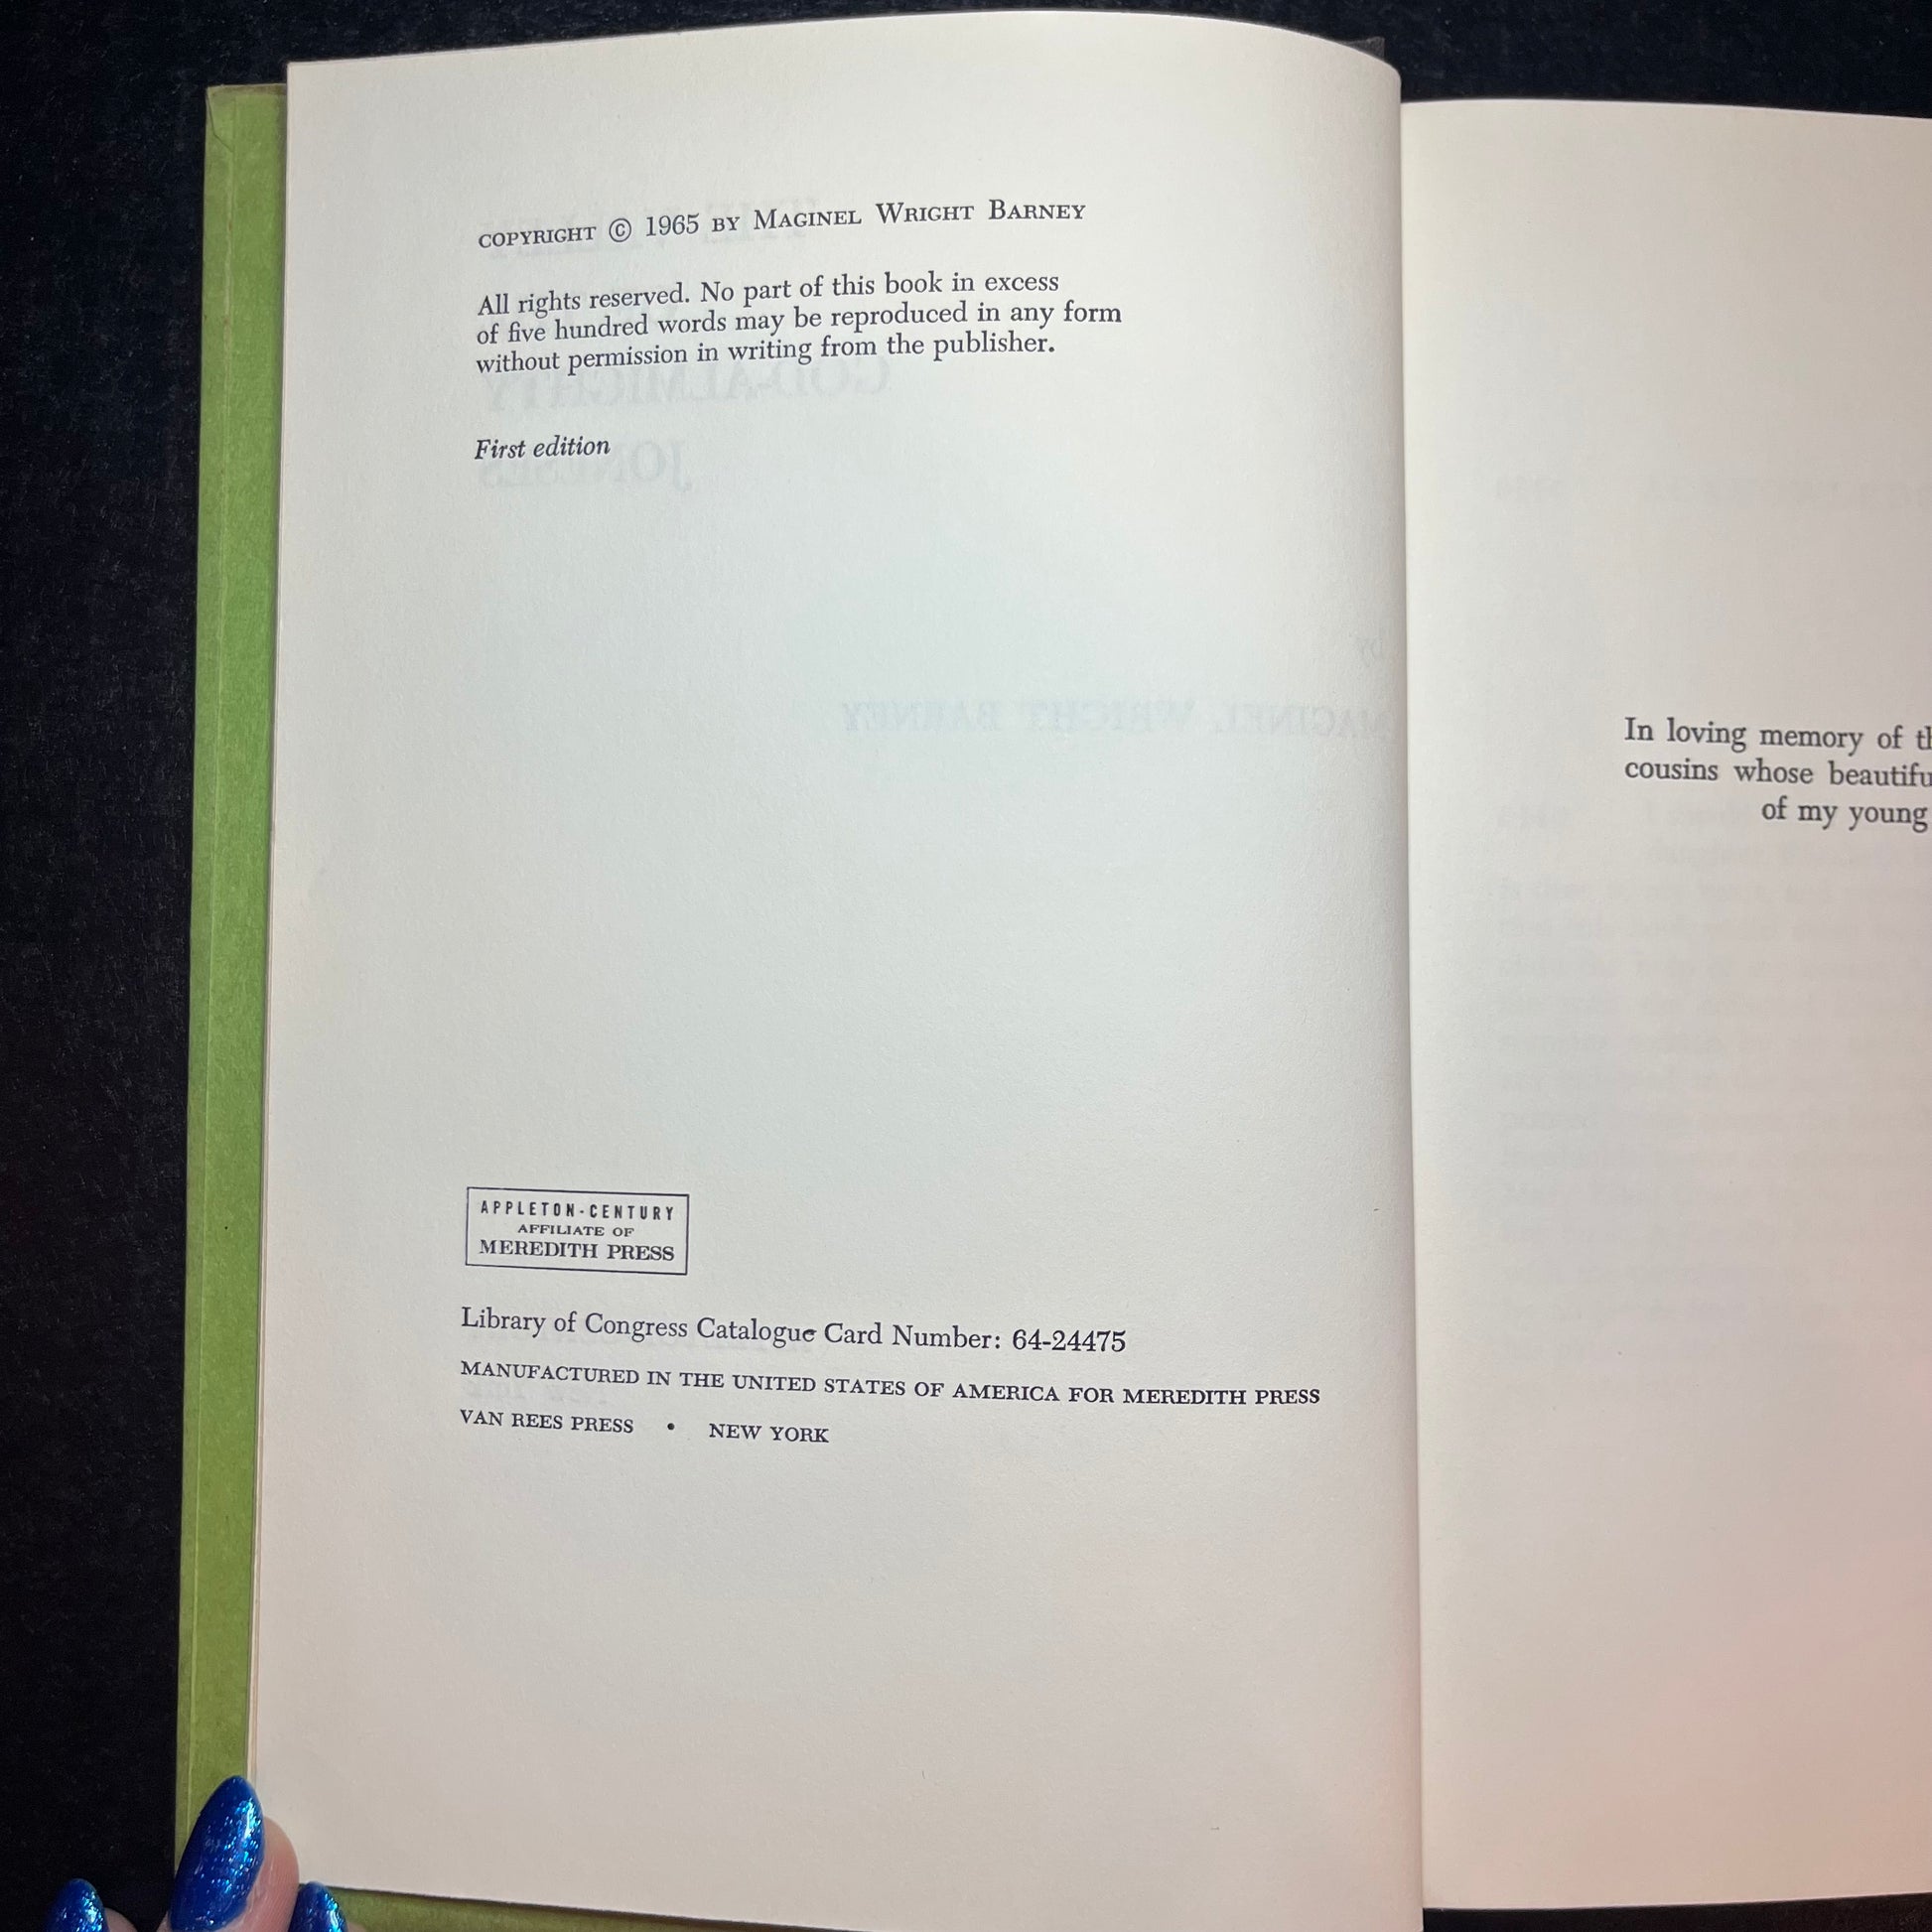 COPYRIGHT © 1965 BY MAGINEL WRIGHT BARNEY
All rights reserved. No part of this book in excess
of five hundred words may be reproduced in any form
without permission in writing from the publisher.
First edition
APPLETON-CENTURY
AFFILIATE OF
MEREDITH PRESS
Library of Congress Catalogue Card Number: 64-24475
MANUFACTURED IN THE UNITED STATES OF AMERICA FOR MEREDITH PRESS
VAN REES PRESS • NEW YORK
In loving memory of
cousins whose
of my young